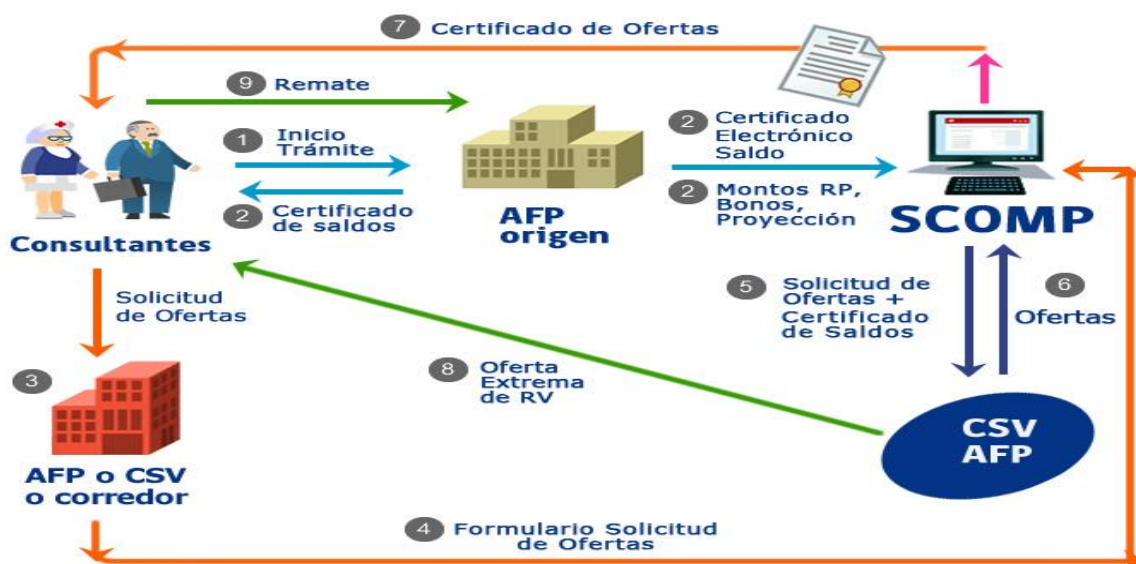 7 Certificado de Ofertas
9 Remate
1 Inicio
Trámite
2 Certificado
de saldos
Consultantes
AFP
origen
2 Certificado
Electrónico
Saldo
2 Montos RP,
Bonos,
Proyección
SCOMP
Solicitud
de Ofertas
3
AFP o CSV
o corredor
8 Oferta
Extrema
de RV
5 Solicitud de
Ofertas +
Certificado
de Saldos
6
Ofertas
CSV
AFP
4 Formulario Solicitud
de Ofertas